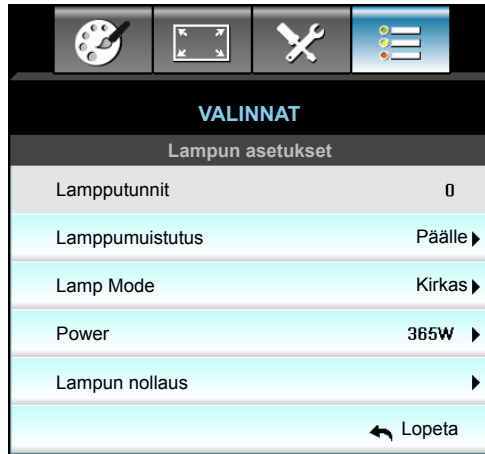 VALINNAT
Lampun asetukset
Lampputunnit 0
Lamppumuistutus Päälle
Lamp Mode Kirkas
Power 365W
Lampun nollaus
Lopeta